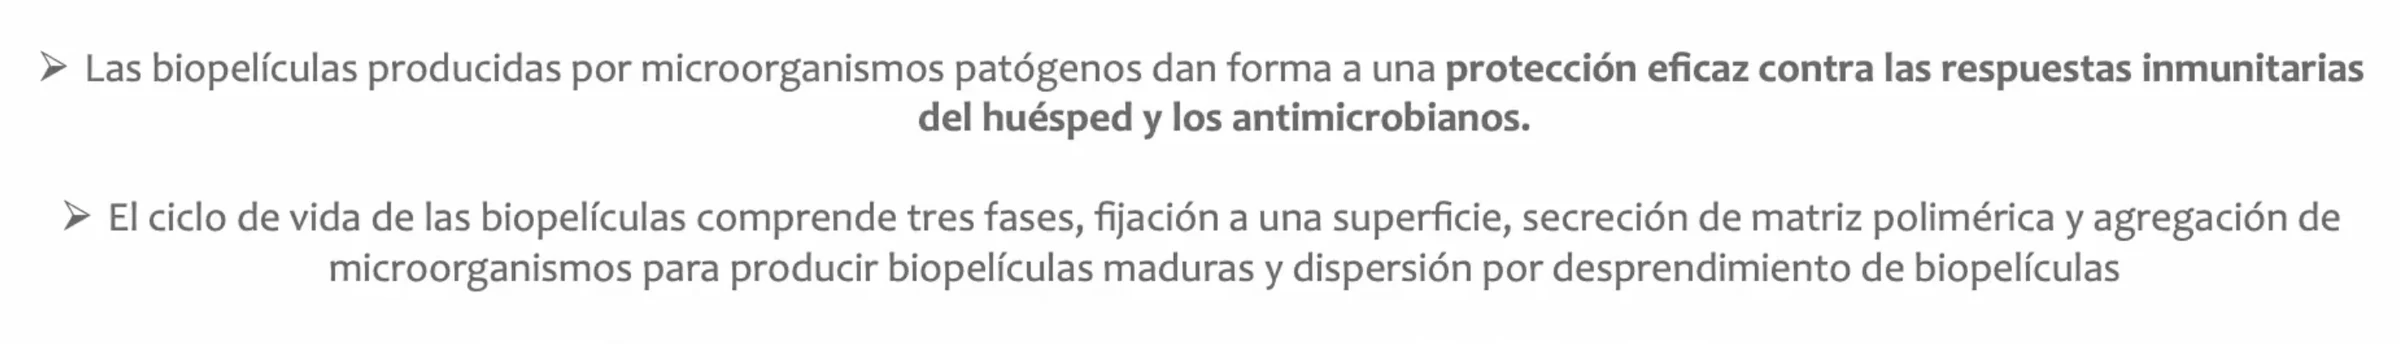 ➢ Las biopelículas producidas por microorganismos patógenos dan forma a una protección eficaz contra las respuestas inmunitarias
del huésped y los antimicrobianos.
➢ El ciclo de vida de las biopelículas comprende tres fases, fijación a una superficie, secreción de matriz polimérica y agregación de
microorganismos para producir biopelículas maduras y dispersión por desprendimiento de biopelículas